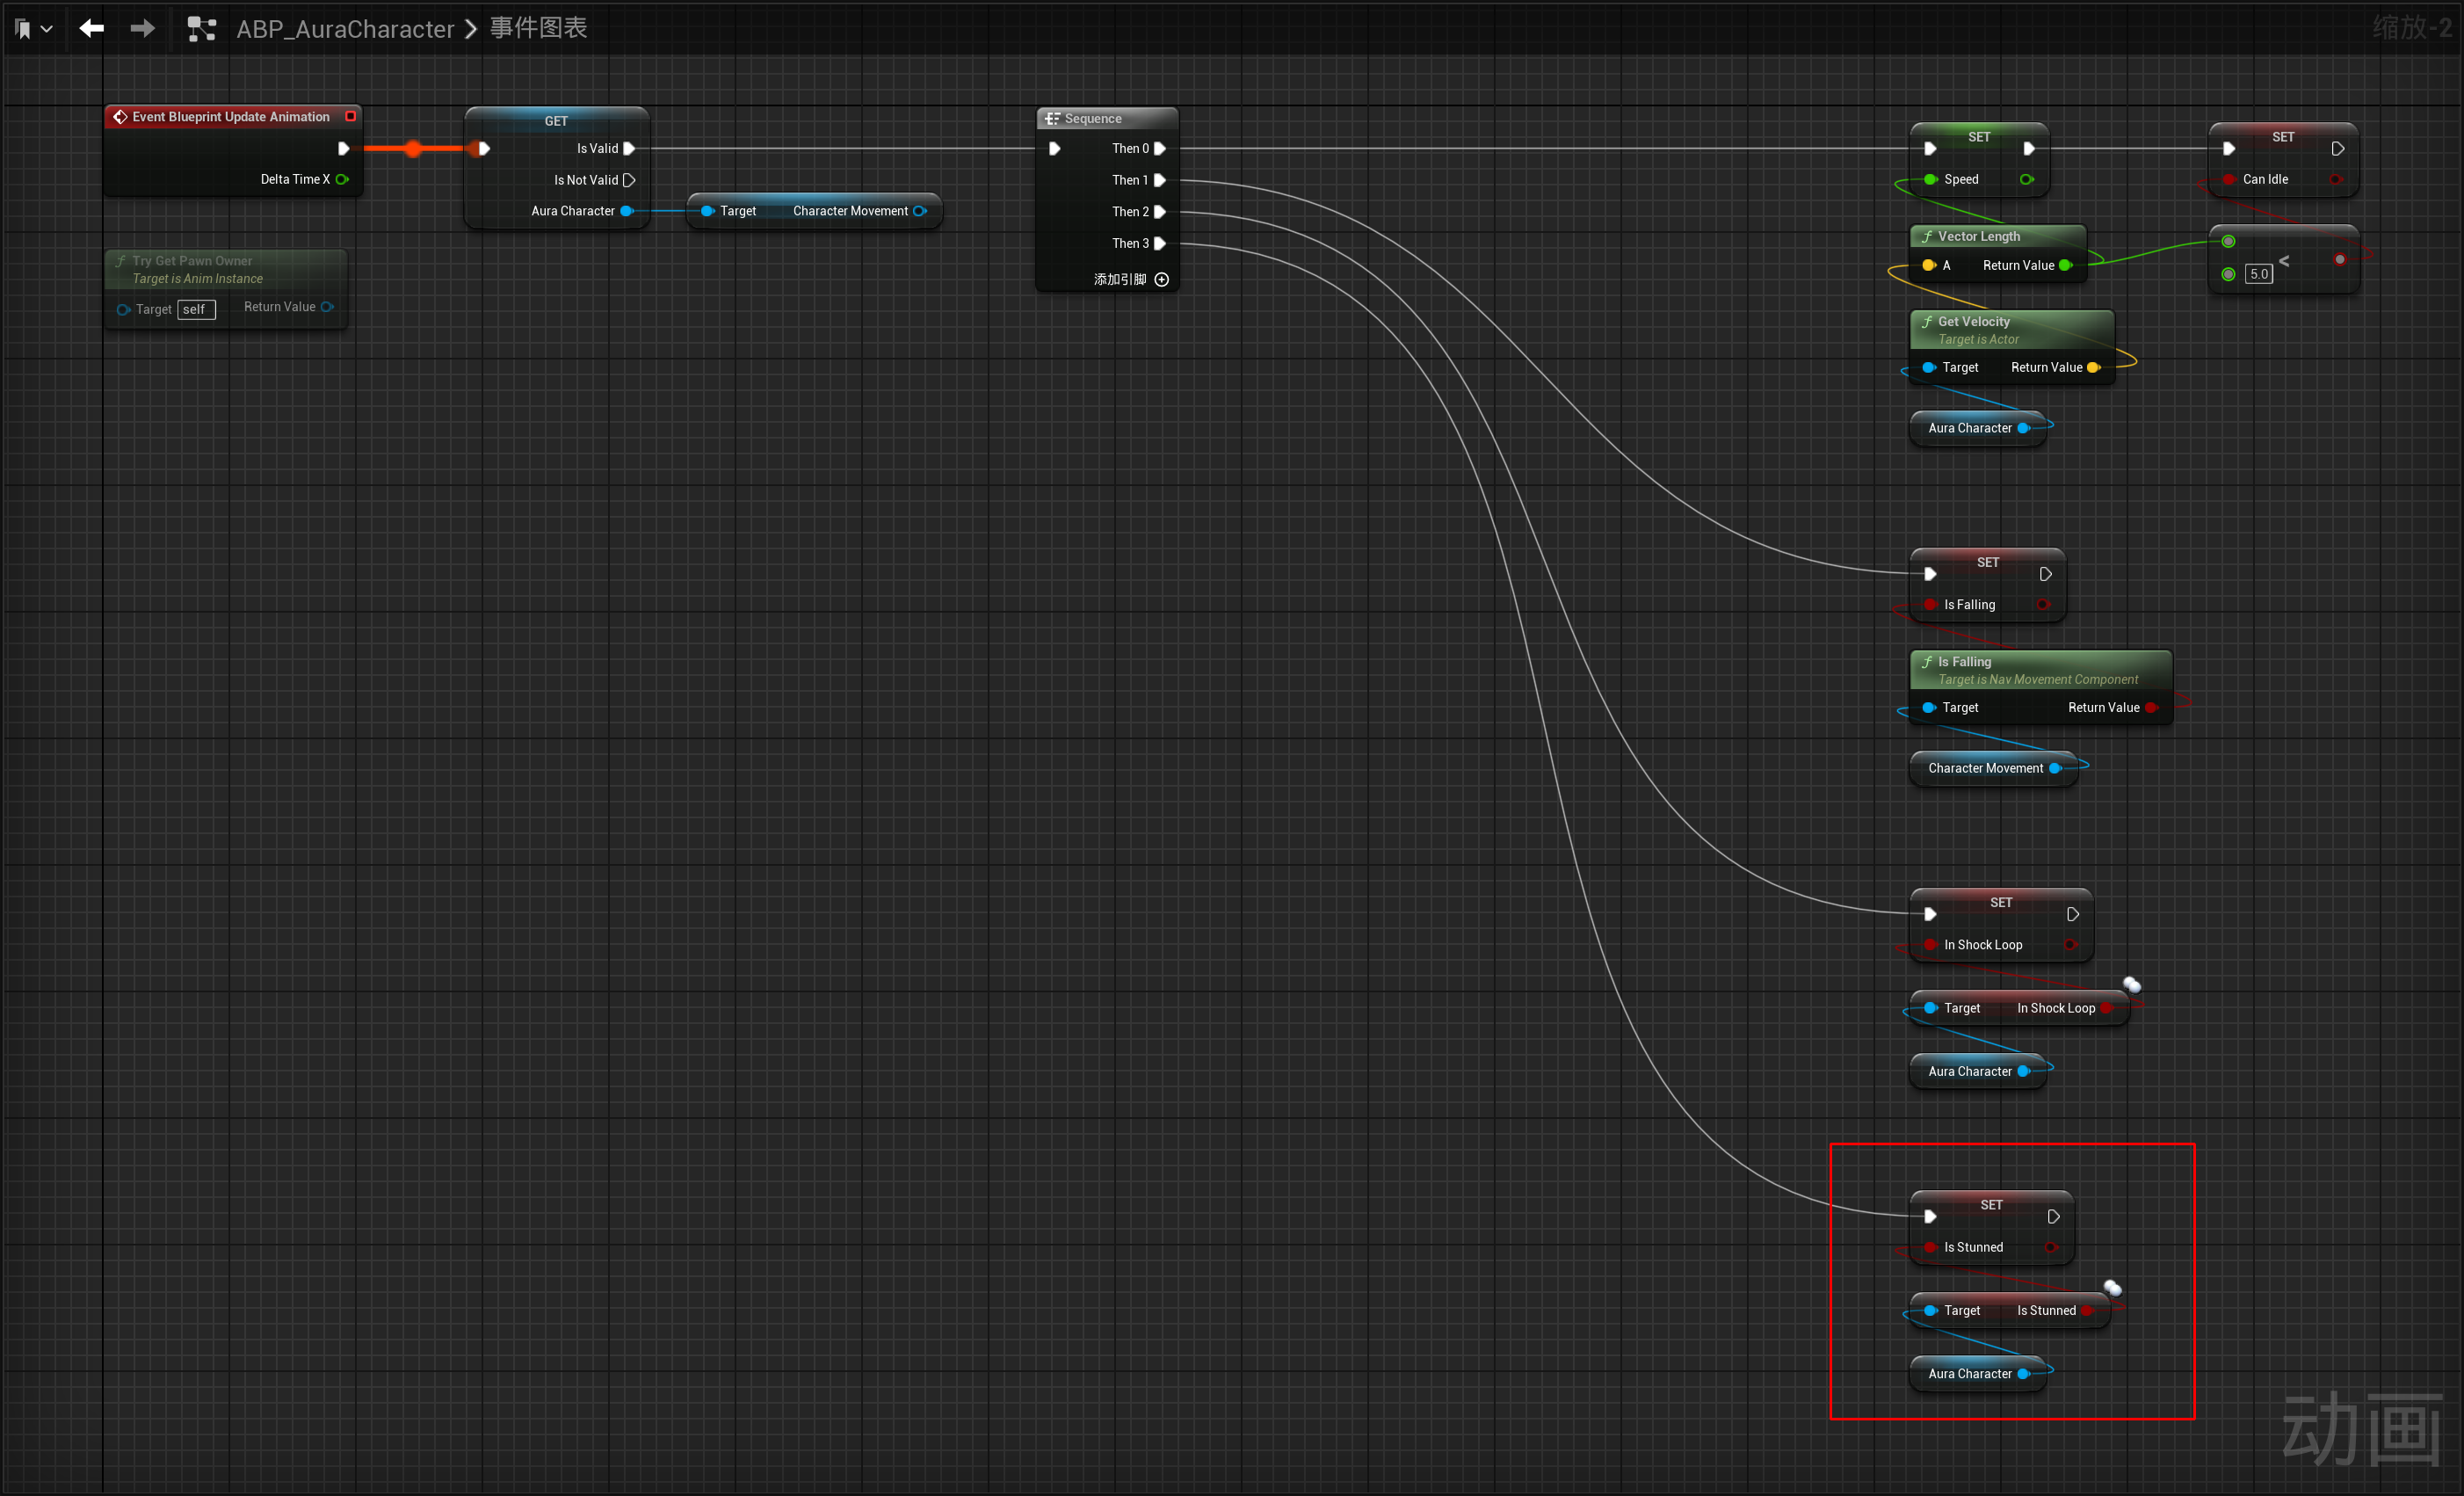 ABP_AuraCharacter > 事件图表
缩放-2
Event Blueprint Update Animation
Delta Time X
Try Get Pawn Owner
Target is Anim Instance
Target self Return Value
GET
Is Valid
Is Not Valid
Aura Character
Target Character Movement
Sequence
Then 0
Then 1
Then 2
Then 3
添加引脚
SET
Speed
SET
Can Idle
Vector Length
A Return Value
5.0 <
Get Velocity
Target is Actor
Target Return Value
Aura Character
SET
Is Falling
Is Falling
Target is Nav Movement Component
Target Return Value
Character Movement
SET
In Shock Loop
Target In Shock Loop
Aura Character
SET
Is Stunned
Target Is Stunned
Aura Character
动画